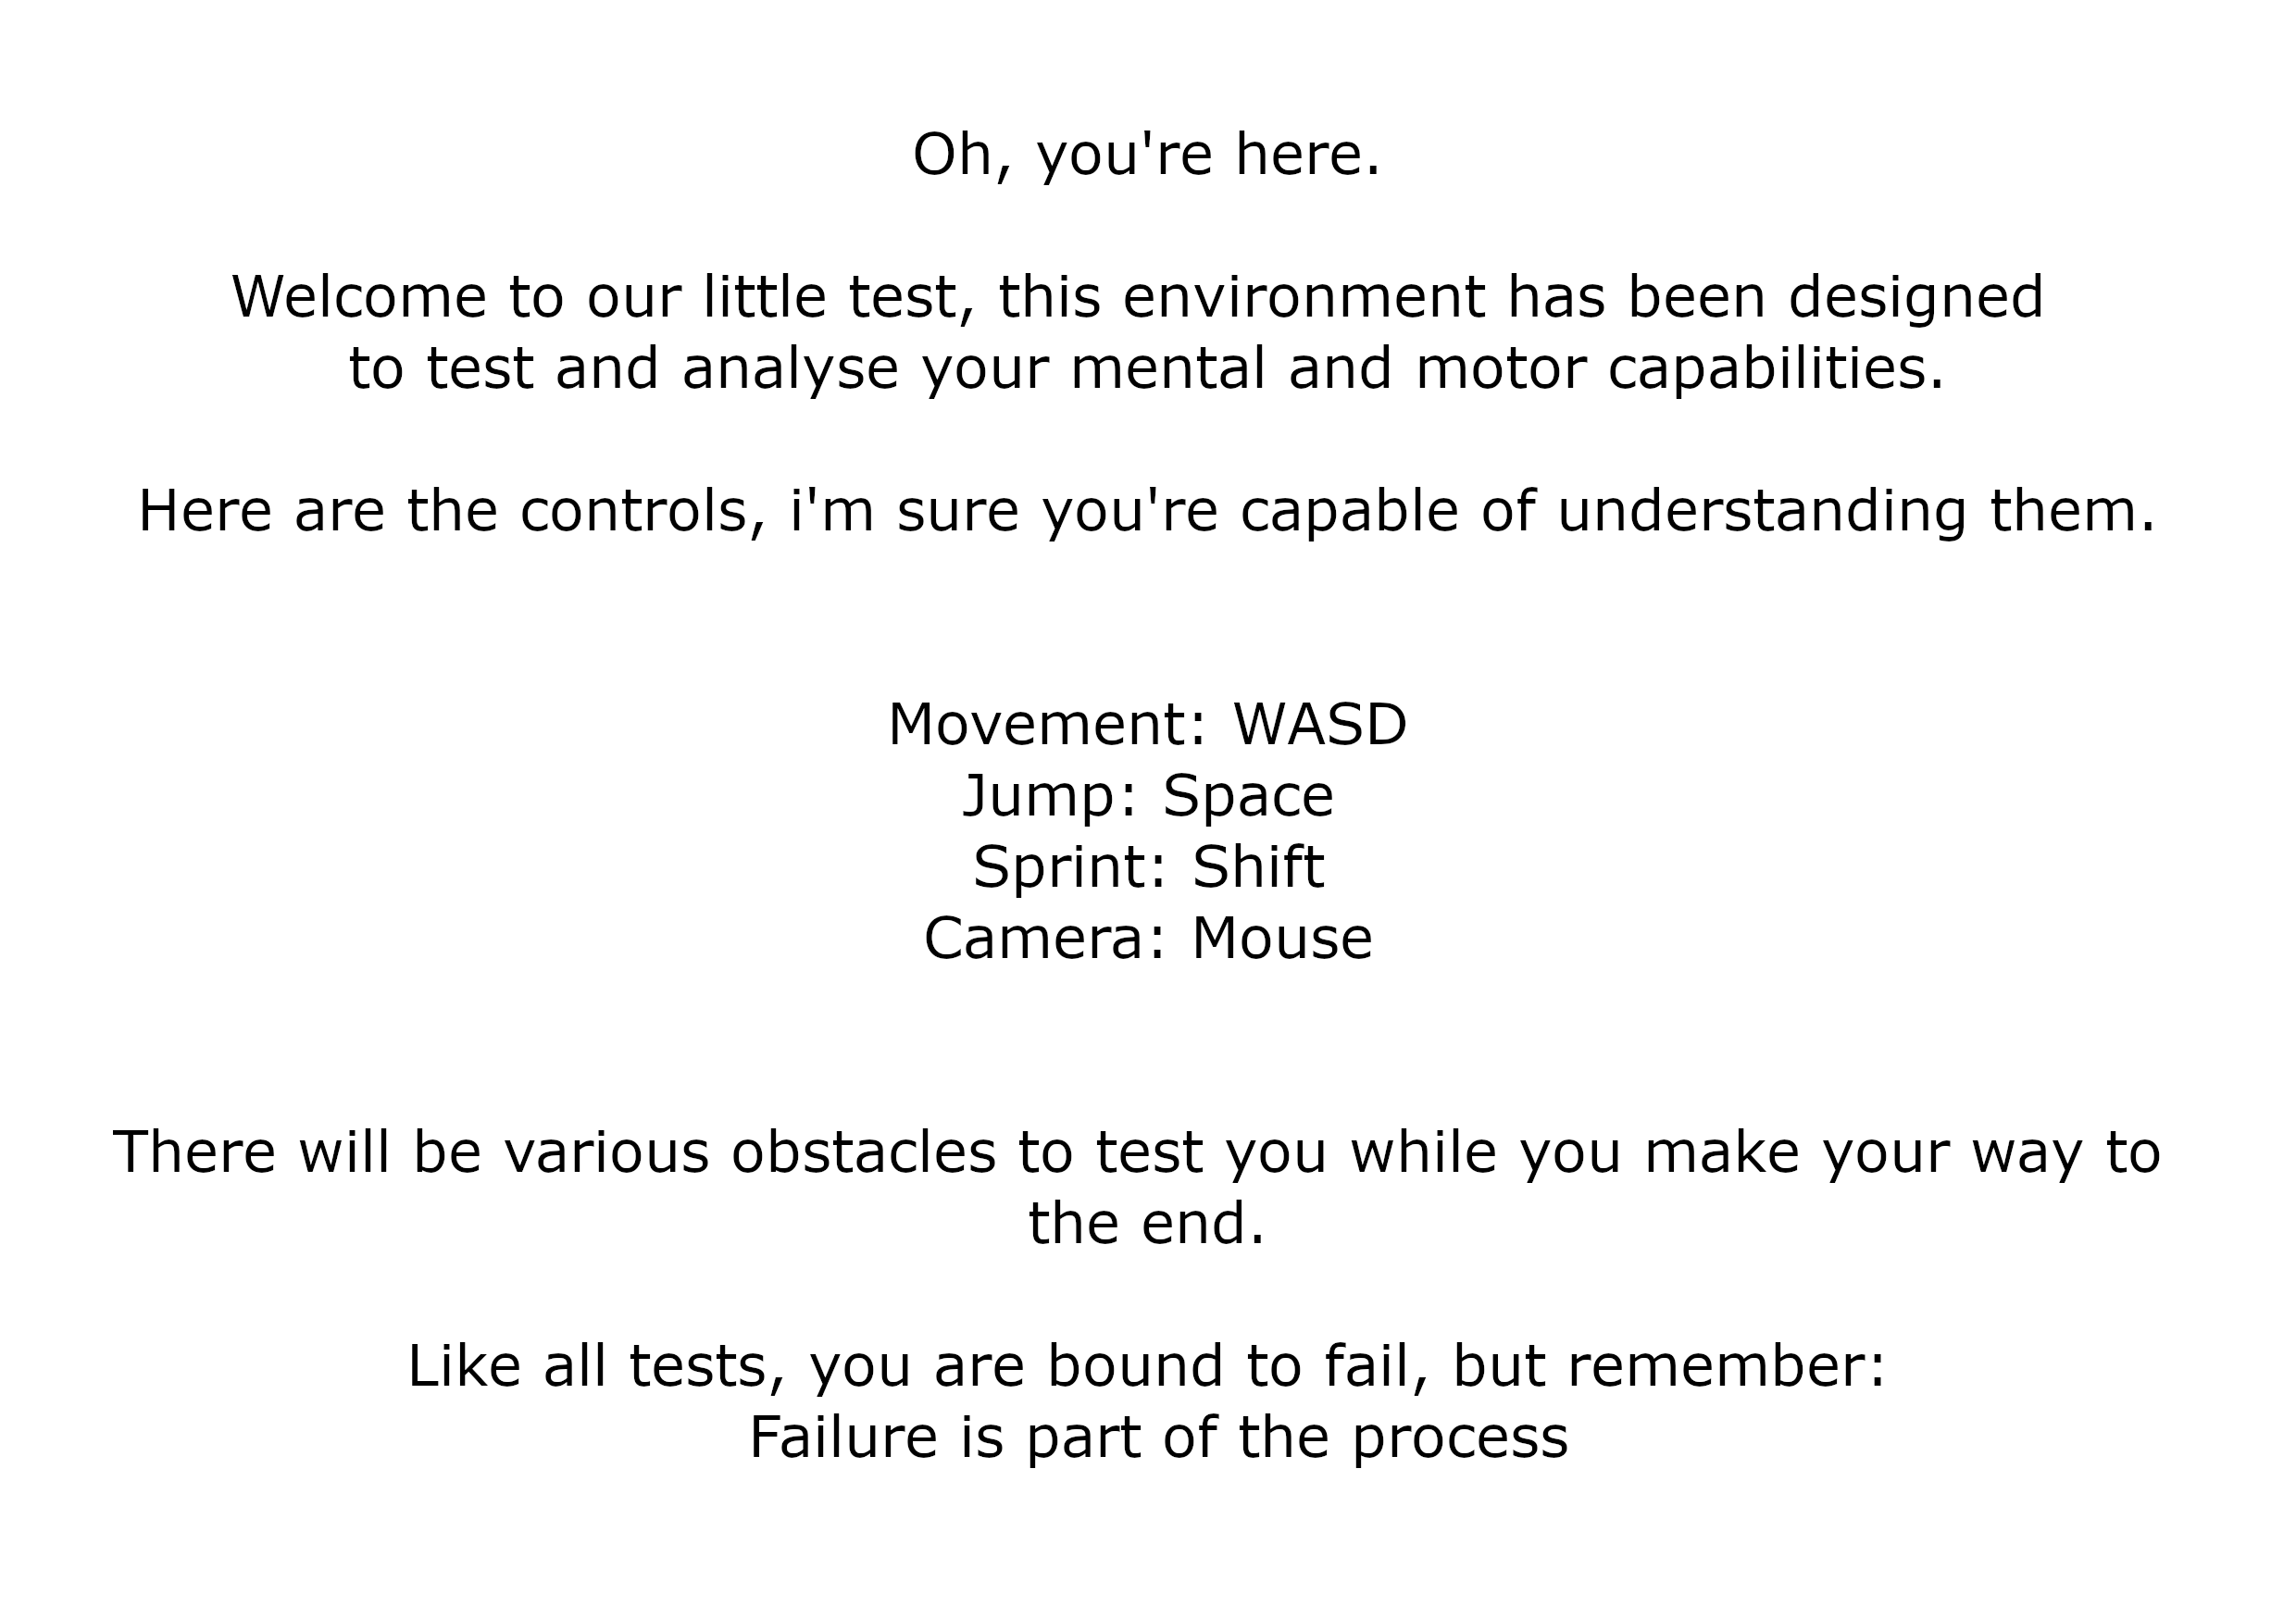 Oh, you're here.
Welcome to our little test, this environment has been designed
to test and analyse your mental and motor capabilities.
Here are the controls, i'm sure you're capable of understanding them.
Movement: WASD
Jump: Space
Sprint: Shift
Camera: Mouse
There will be various obstacles to test you while you make your way to
the end.
Like all tests, you are bound to fail, but remember:
Failure is part of the process